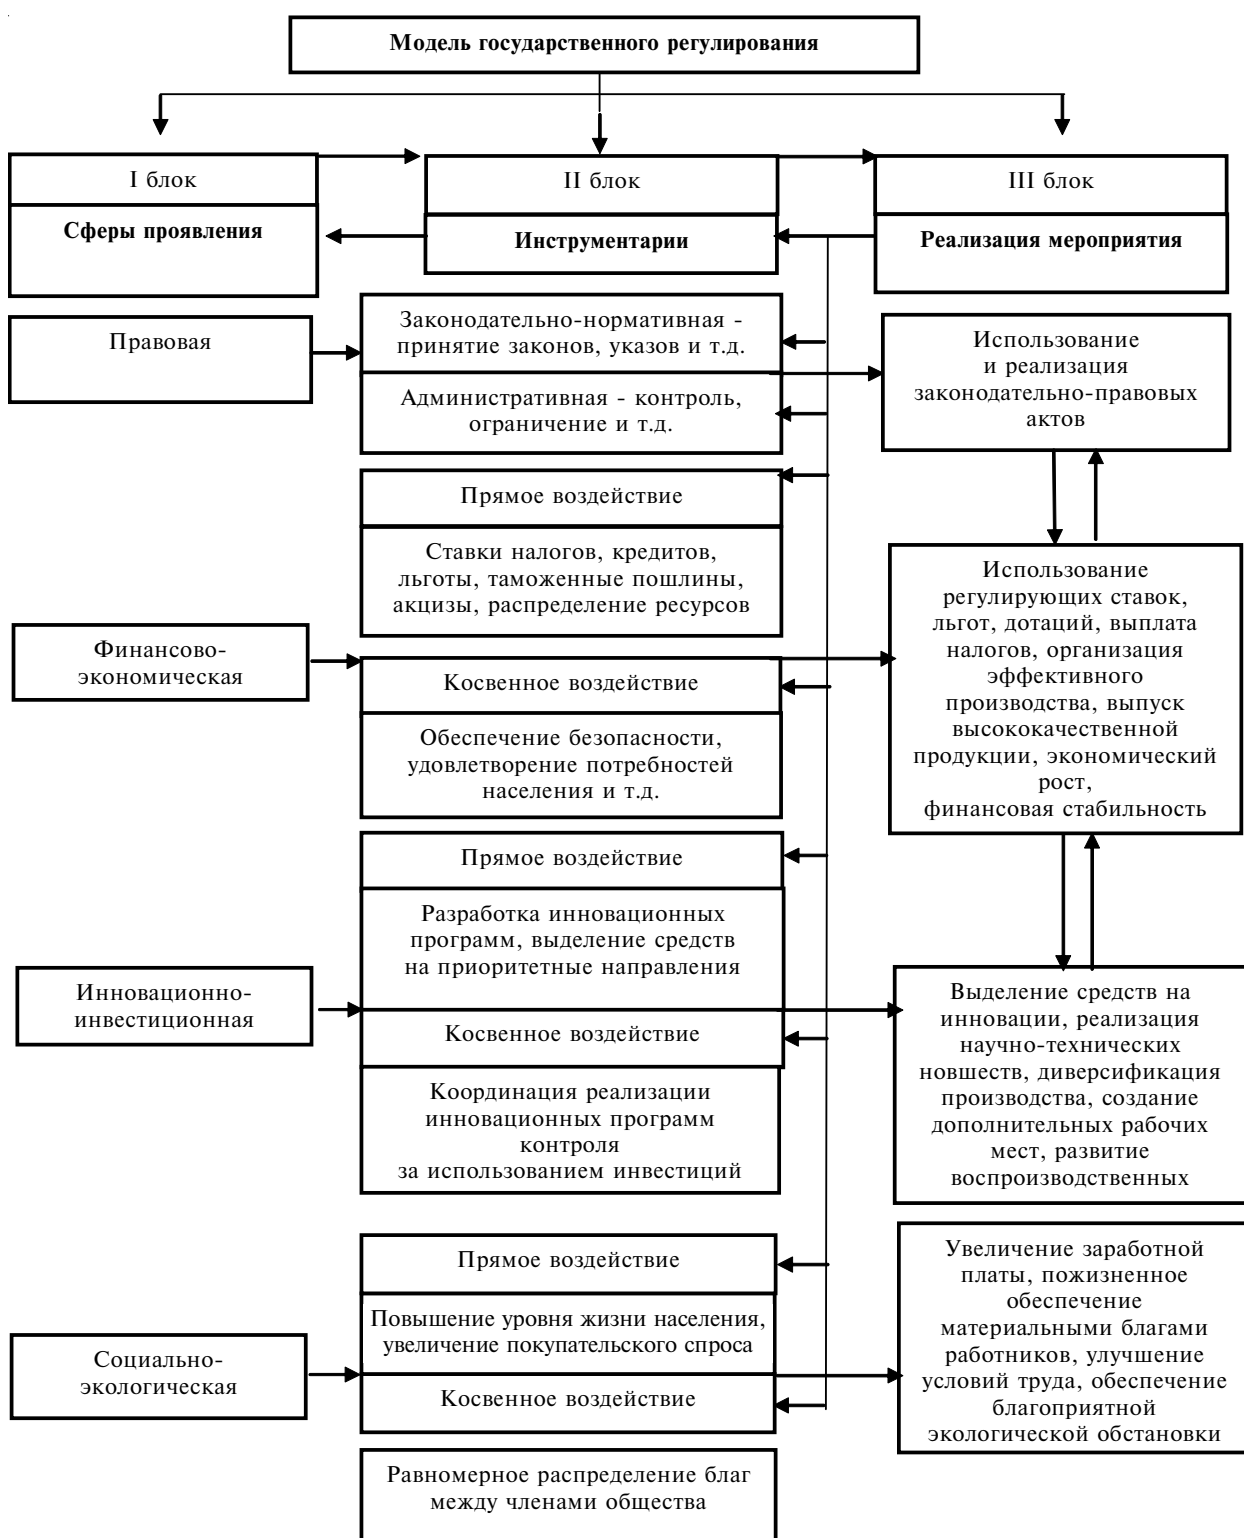 Модель государственного регулирования
I блок
II блок
III блок
Сферы проявления
Инструментарии
Реализация мероприятия
Правовая
Законодательно-нормативная -
принятие законов, указов и т.д.
Административная - контроль,
ограничение и т.д.
Использование
и реализация
законодательно-правовых
актов
Финансово-
экономическая
Прямое воздействие
Ставки налогов, кредитов,
льготы, таможенные пошлины,
акцизы, распределение ресурсов
Косвенное воздействие
Обеспечение безопасности,
удовлетворение потребностей
населения и т.д.
Использование
регулирующих ставок,
льгот, дотаций, выплата
налогов, организация
эффективного
производства, выпуск
высококачественной
продукции, экономический
рост,
финансовая стабильность
Инновационно-
инвестиционная
Прямое воздействие
Разработка инновационных
программ, выделение средств
на приоритетные направления
Косвенное воздействие
Координация реализации
инновационных программ
контроля
за использованием инвестиций
Выделение средств на
инновации, реализация
научно-технических
новшеств, диверсификация
производства, создание
дополнительных рабочих
мест, развитие
воспроизводственных
Социально-
экологическая
Прямое воздействие
Повышение уровня жизни населения,
увеличение покупательского спроса
Косвенное воздействие
Равномерное распределение благ
между членами общества
Увеличение заработной
платы, пожизненное
обеспечение
материальными благами
работников, улучшение
условий труда, обеспечение
благоприятной
экологической обстановки